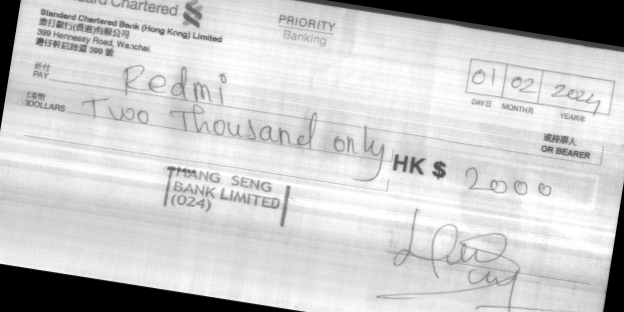 Standard Chartered
Standard Chartered Bank (Hong Kong) Limited
渣打銀行(香港)有限公司
399 Hennessy Road, Wanchai
灣仔軒尼詩道 399 號
PRIORITY
Banking
01 02 2024
DAY日 MONTH月 YEAR年
祈付
PAY
Redmi
或持票人
OR BEARER
港幣
DOLLARS
Two Thousand only
HK $ 2000
HANG SENG
BANK LIMITED
(024)